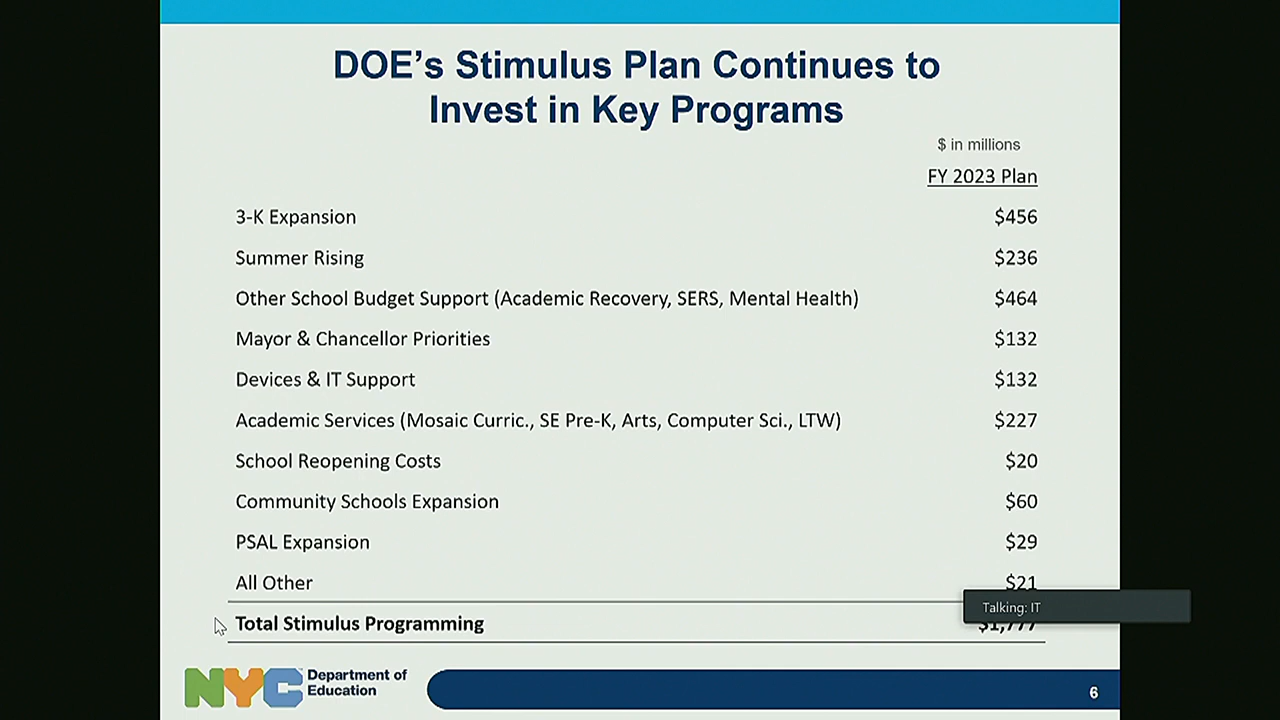 DOE's Stimulus Plan Continues to
Invest in Key Programs
$ in millions
FY 2023 Plan
3-K Expansion $456
Summer Rising $236
Other School Budget Support (Academic Recovery, SERS, Mental Health) $464
Mayor & Chancellor Priorities $132
Devices & IT Support $132
Academic Services (Mosaic Curric., SE Pre-K, Arts, Computer Sci., LTW) $227
School Reopening Costs $20
Community Schools Expansion $60
PSAL Expansion $29
All Other $21
Talking: IT
Total Stimulus Programming $1,777
NYC Department of
Education
6